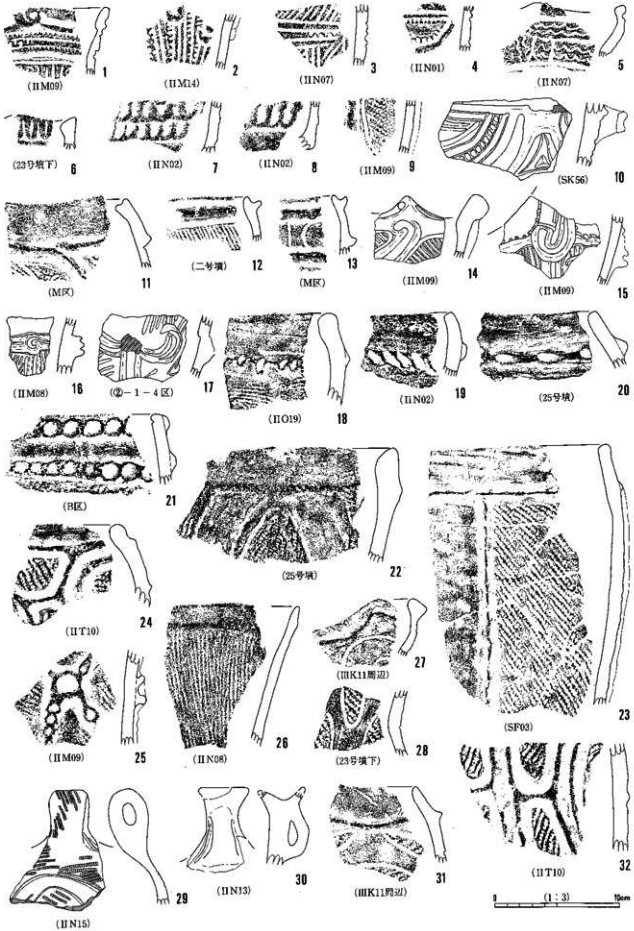 1
(ⅡM09)
2
(ⅡM14)
3
(ⅡN07)
4
(ⅡN01)
5
(ⅡN07)
6
(23号墳下)
7
(ⅡN02)
8
(ⅡN02)
9
(ⅡM09)
10
(SK56)
11
(M区)
12
(二号墳)
13
(M区)
14
(ⅡM09)
15
(ⅡM09)
16
(ⅡM08)
17
(②-1-4区)
18
(ⅡO19)
19
(ⅡN02)
20
(25号墳)
21
(B区)
22
(25号墳)
23
(SF03)
24
(ⅡT10)
25
(ⅡM09)
26
(ⅡN08)
27
(ⅢK11周辺)
28
(23号墳下)
29
(ⅡN15)
30
(ⅡN13)
31
(ⅢK11周辺)
32
(ⅡT10)
0 (1:3) 10cm